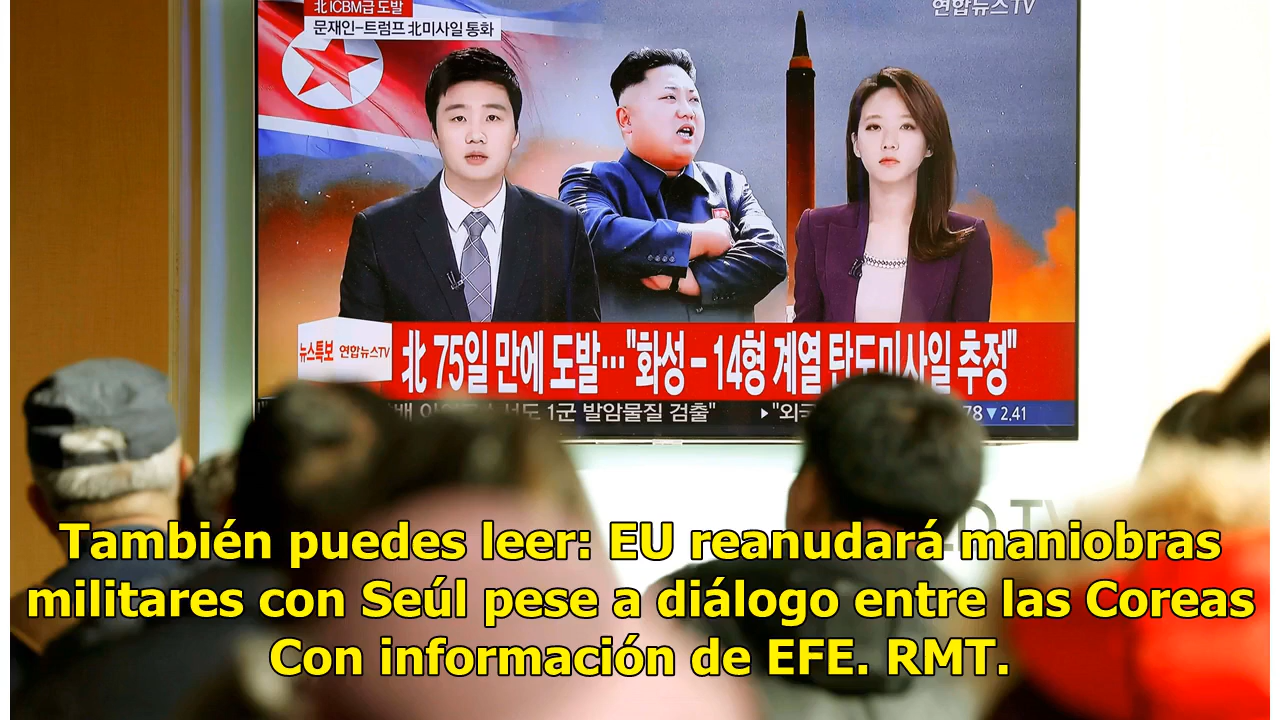 北 ICBM급 도발
문재인-트럼프 北미사일 통화
연합뉴스TV
뉴스특보 연합뉴스TV
北 75일 만에 도발…"화성-14형 계열 탄도미사일 추정"
1군 발암물질 검출" ▶"외국
78▼2.41
También puedes leer: EU reanudará maniobras
militares con Seúl pese a diálogo entre las Coreas
Con información de EFE. RMT.